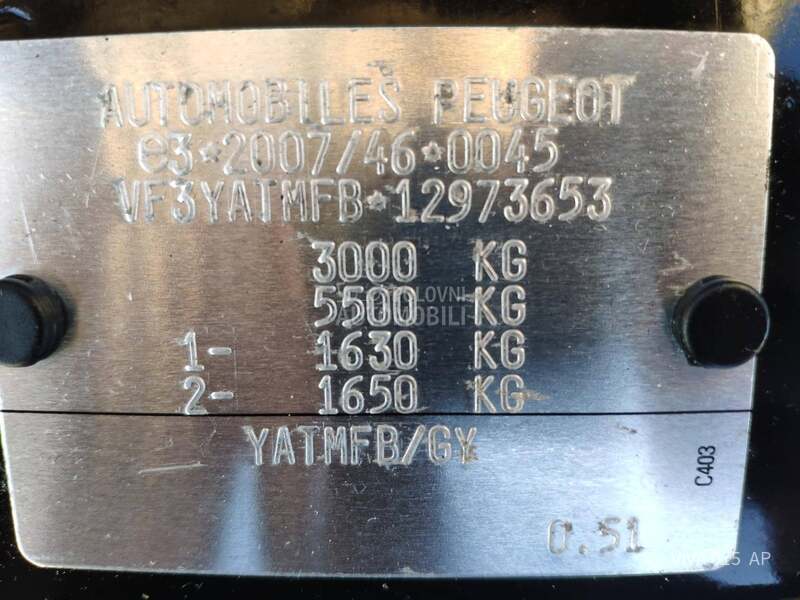 AUTOMOBILES PEUGEOT
e3*2007/46*0045
VF3YATMFB*12973653
3000 KG
5500 KG
1- 1630 KG
2- 1650 KG
YATMFB/GY
C403
0.51
AP